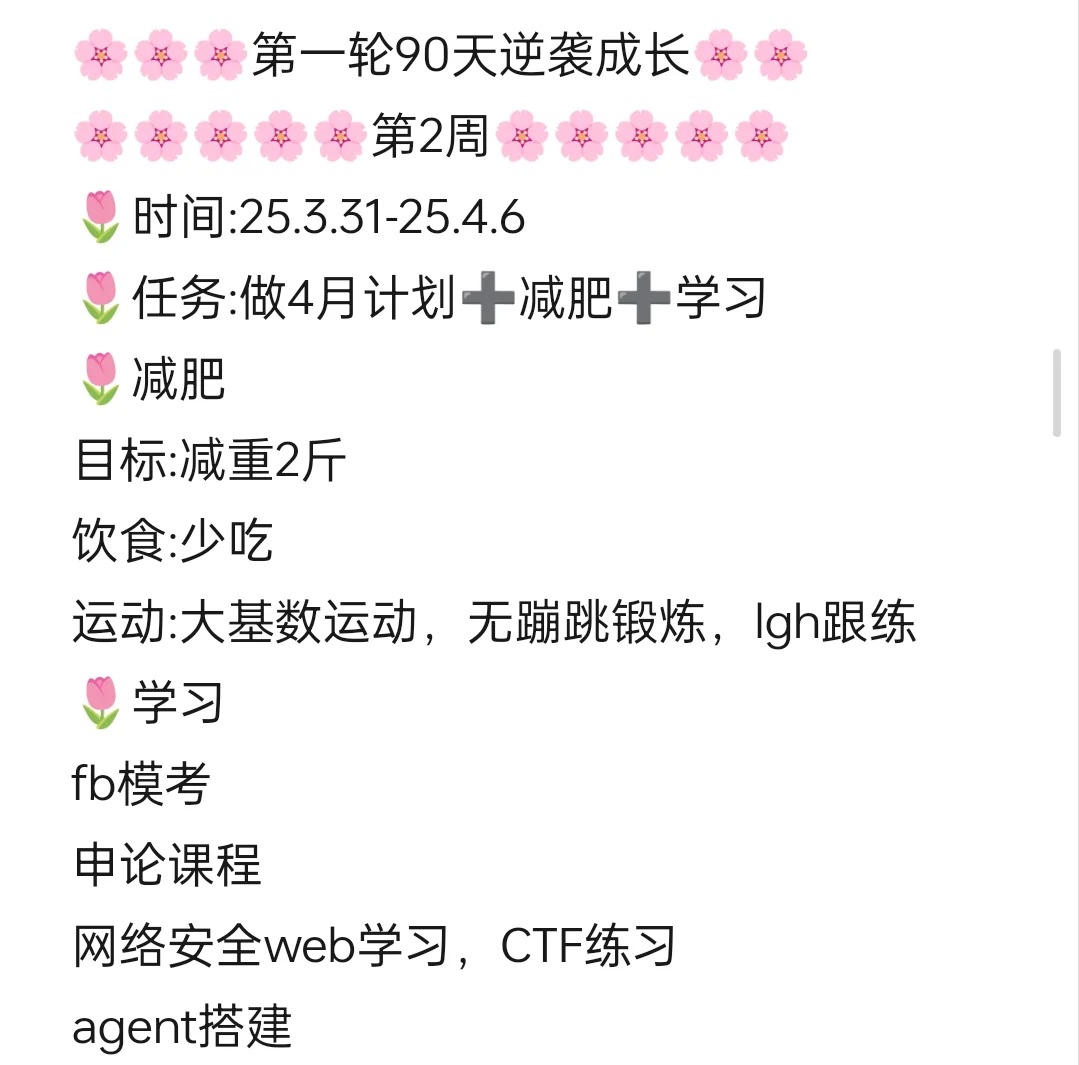 🌸🌸🌸第一轮90天逆袭成长🌸🌸
🌸🌸🌸🌸🌸第2周🌸🌸🌸🌸🌸
🌷时间:25.3.31-25.4.6
🌷任务:做4月计划➕减肥➕学习
🌷减肥
目标:减重2斤
饮食:少吃
运动:大基数运动，无蹦跳锻炼，lgh跟练
🌷学习
fb模考
申论课程
网络安全web学习，CTF练习
agent搭建